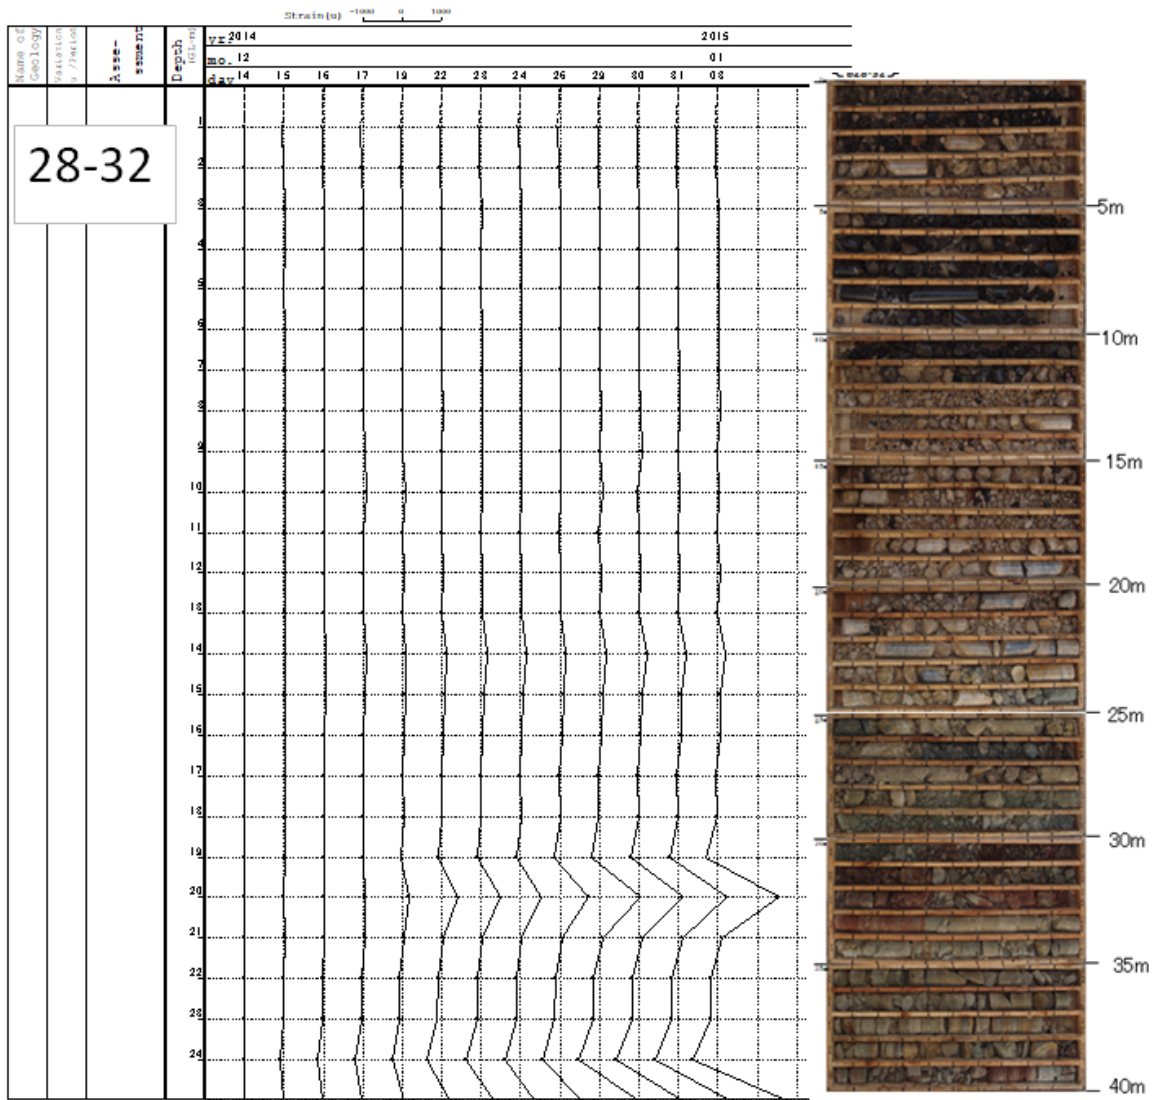 Strain(u) -1000 0 1000
Name of Geology
Variation u /Period
Asse-ssment
Depth (GL-m)
yr. 2014 2015
mo. 12 01
day 14 15 16 17 19 22 23 24 26 29 30 31 03
28-32
1
2
3
4
5
6
7
8
9
10
11
12
13
14
15
16
17
18
19
20
21
22
23
24
5m
10m
15m
20m
25m
30m
35m
40m